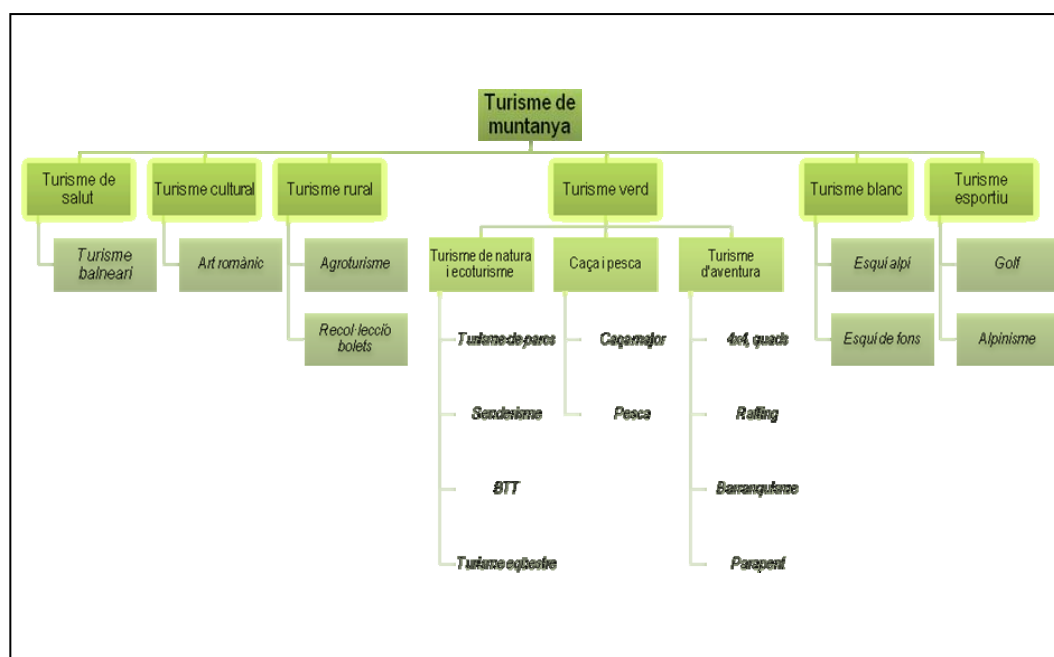 Turisme de
muntanya
Turisme de
salut
Turisme cultural
Turisme rural
Turisme verd
Turisme blanc
Turisme
esportiu
Turisme
balneari
Art romànic
Agroturisme
Recol·lecció
bolets
Turisme de natura
i ecoturisme
Caça i pesca
Turisme
d'aventura
Turisme de parcs
Senderisme
BTT
Turisme eqüestre
Caça major
Pesca
4x4, quads
Rafting
Barranquisme
Parapent
Esquí alpí
Esquí de fons
Golf
Alpinisme